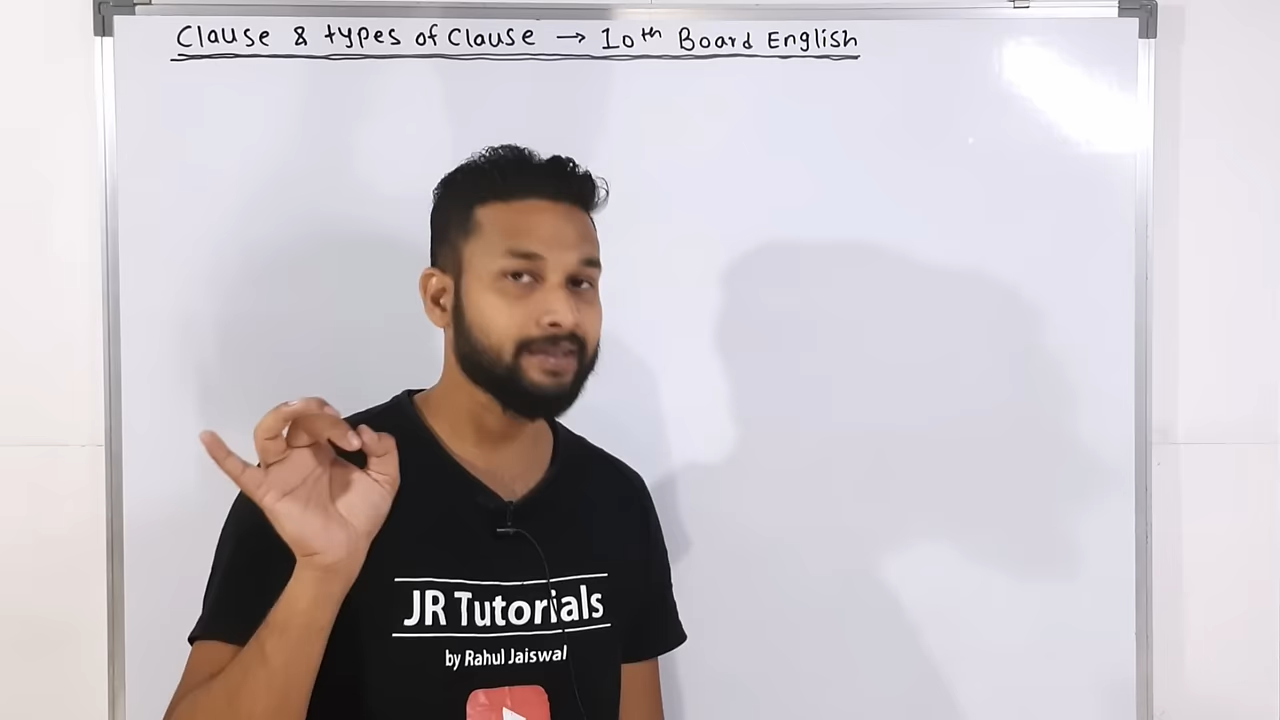 Clause & types of Clause → 10th Board English
JR Tutorials
by Rahul Jaiswal